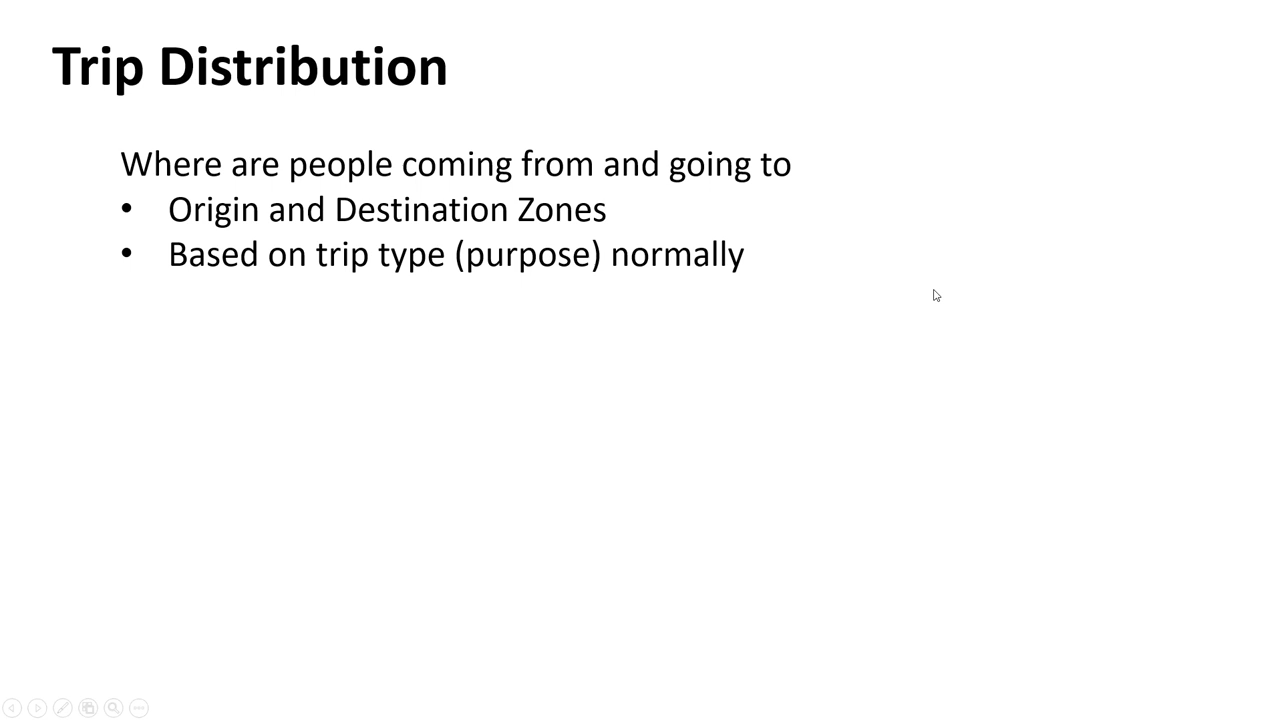 Trip Distribution
Where are people coming from and going to
• Origin and Destination Zones
• Based on trip type (purpose) normally